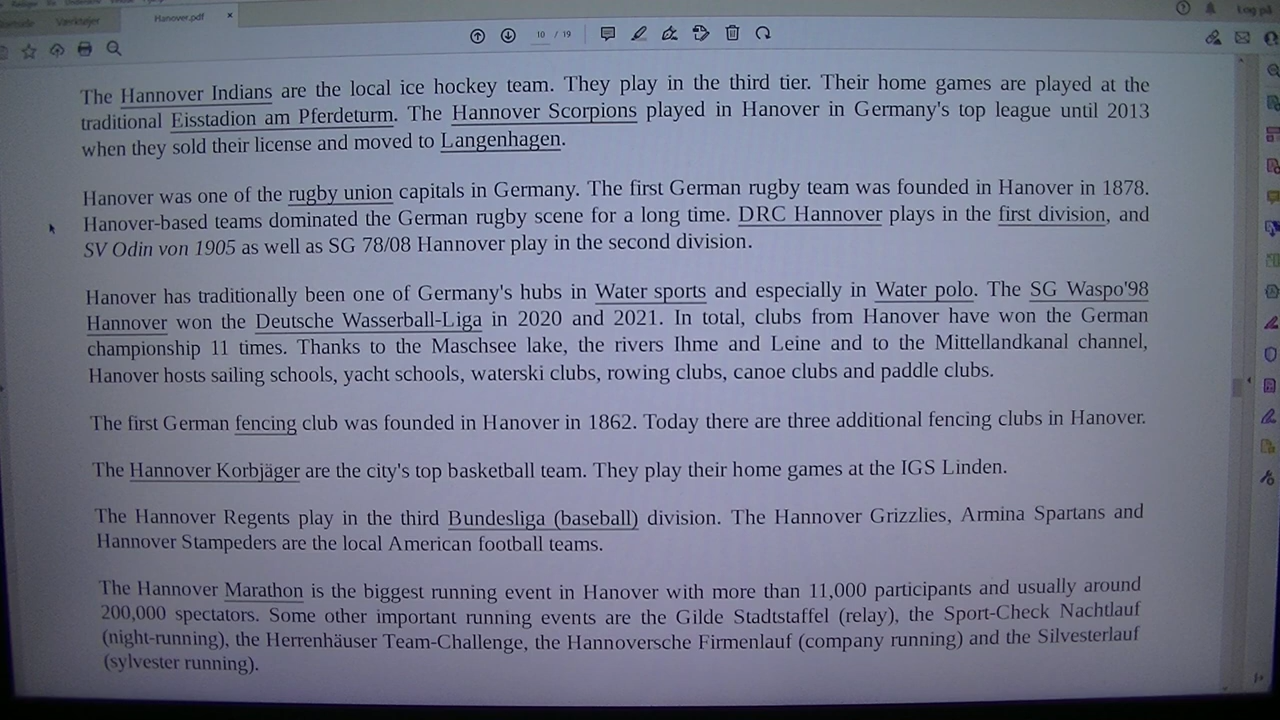 Værktøjer
Hanover.pdf
×
Log på
10 / 19
The Hannover Indians are the local ice hockey team. They play in the third tier. Their home games are played at the
traditional Eisstadion am Pferdeturm. The Hannover Scorpions played in Hanover in Germany's top league until 2013
when they sold their license and moved to Langenhagen.
Hanover was one of the rugby union capitals in Germany. The first German rugby team was founded in Hanover in 1878.
Hanover-based teams dominated the German rugby scene for a long time. DRC Hannover plays in the first division, and
SV Odin von 1905 as well as SG 78/08 Hannover play in the second division.
Hanover has traditionally been one of Germany's hubs in Water sports and especially in Water polo. The SG Waspo'98
Hannover won the Deutsche Wasserball-Liga in 2020 and 2021. In total, clubs from Hanover have won the German
championship 11 times. Thanks to the Maschsee lake, the rivers Ihme and Leine and to the Mittellandkanal channel,
Hanover hosts sailing schools, yacht schools, waterski clubs, rowing clubs, canoe clubs and paddle clubs.
The first German fencing club was founded in Hanover in 1862. Today there are three additional fencing clubs in Hanover.
The Hannover Korbjäger are the city's top basketball team. They play their home games at the IGS Linden.
The Hannover Regents play in the third Bundesliga (baseball) division. The Hannover Grizzlies, Armina Spartans and
Hannover Stampeders are the local American football teams.
The Hannover Marathon is the biggest running event in Hanover with more than 11,000 participants and usually around
200,000 spectators. Some other important running events are the Gilde Stadtstaffel (relay), the Sport-Check Nachtlauf
(night-running), the Herrenhäuser Team-Challenge, the Hannoversche Firmenlauf (company running) and the Silvesterlauf
(sylvester running).